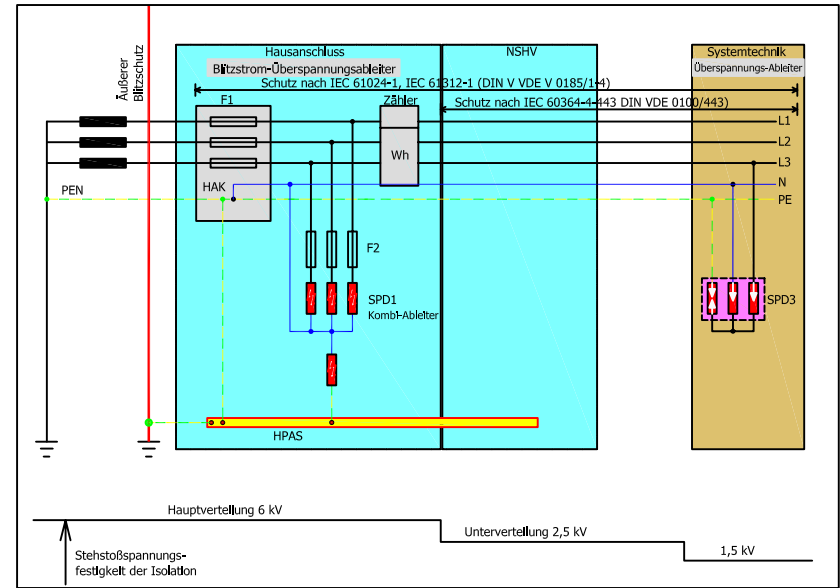 Äußerer
Blitzschutz
Hausanschluss
NSHV
Systemtechnik
Blitzstrom-Überspannungsableiter
Überspannungs-Ableiter
Schutz nach IEC 61024-1, IEC 61312-1 (DIN V VDE V 0185/1-4)
F1
Zähler
Schutz nach IEC 60364-4-443 DIN VDE 0100/443)
L1
L2
Wh
L3
PEN
HAK
N
PE
F2
SPD1
Kombi-Ableiter
SPD3
HPAS
Hauptverteilung 6 kV
Unterverteilung 2,5 kV
1,5 kV
Stehstoßspannungs-
festigkeit der Isolation